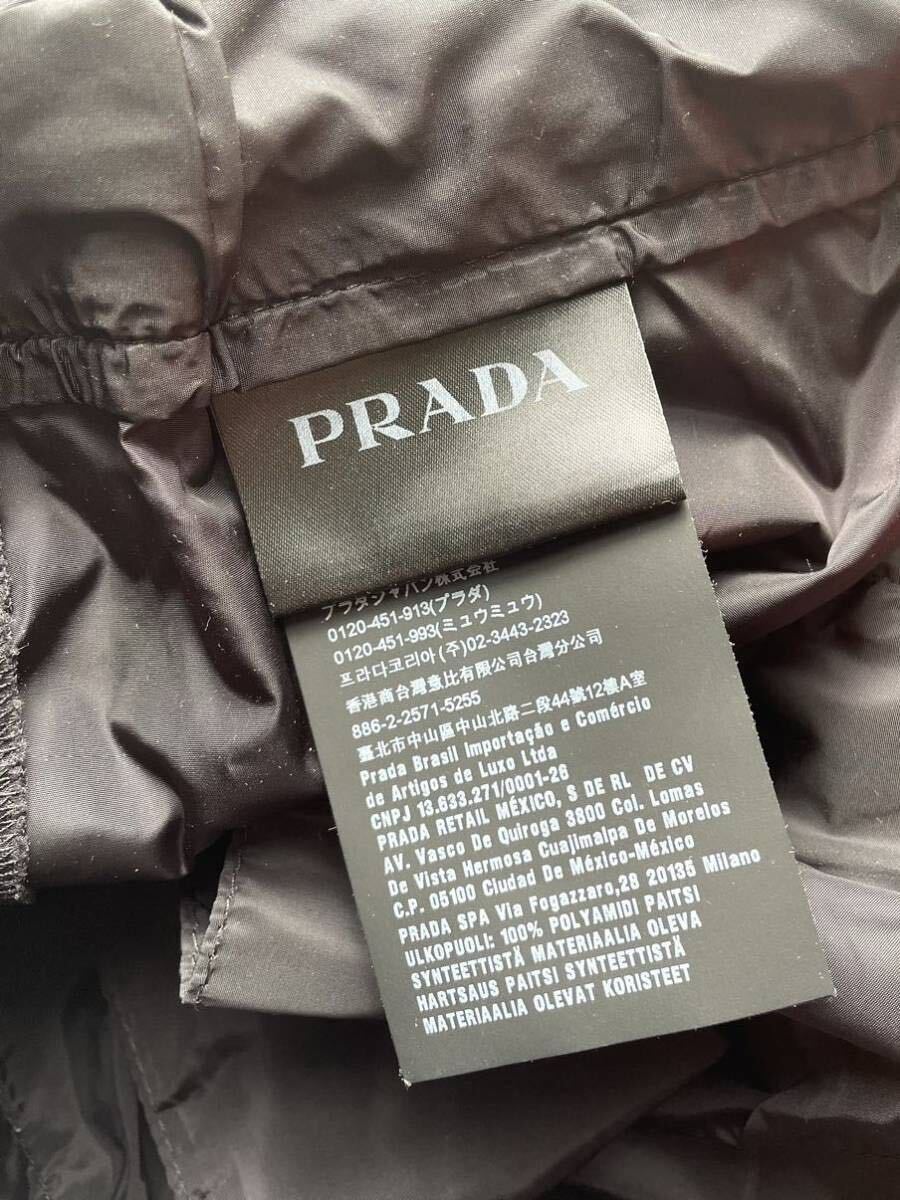 PRADA
プラダジャパン株式会社
0120-451-913(プラダ)
0120-451-993(ミュウミュウ)
프라다코리아 (주)02-3443-2323
香港商台灣意比有限公司台灣分公司
886-2-2571-5255
臺北市中山區中山北路二段44號12樓A室
Prada Brasil Importação e Comércio
de Artigos de Luxo Ltda
CNPJ 13.633.271/0001-26
PRADA RETAIL MÉXICO, S DE RL DE CV
AV. Vasco De Quiroga 3800 Col. Lomas
De Vista Hermosa Cuajimalpa De Morelos
C.P. 05100 Ciudad De México-México
PRADA SPA Via Fogazzaro,28 20135 Milano
ULKOPUOLI: 100% POLYAMIDI PAITSI
SYNTEETTISTÄ MATERIAALIA OLEVA
HARTSAUS PAITSI SYNTEETTISTÄ
MATERIAALIA OLEVAT KORISTEET